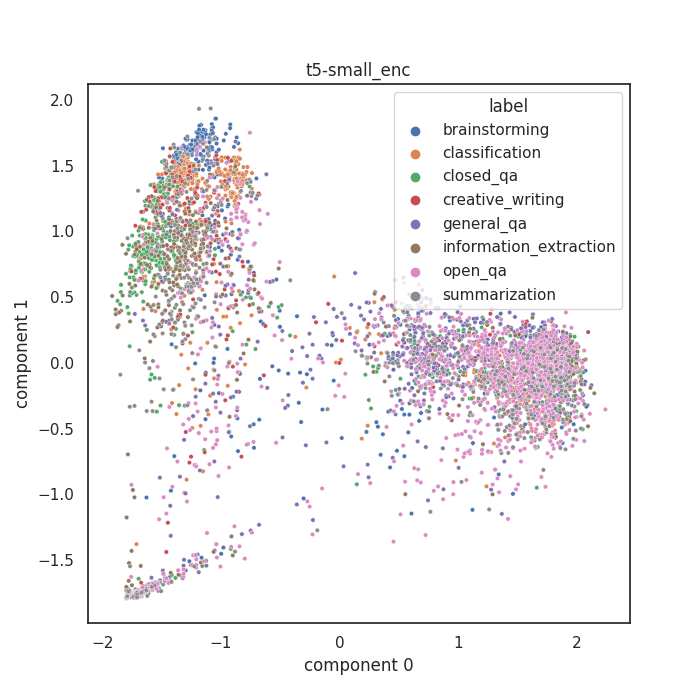 t5-small_enc
label
brainstorming
classification
closed_qa
creative_writing
general_qa
information_extraction
open_qa
summarization
2.0
1.5
1.0
0.5
0.0
−0.5
−1.0
−1.5
component 1
−2
−1
0
1
2
component 0